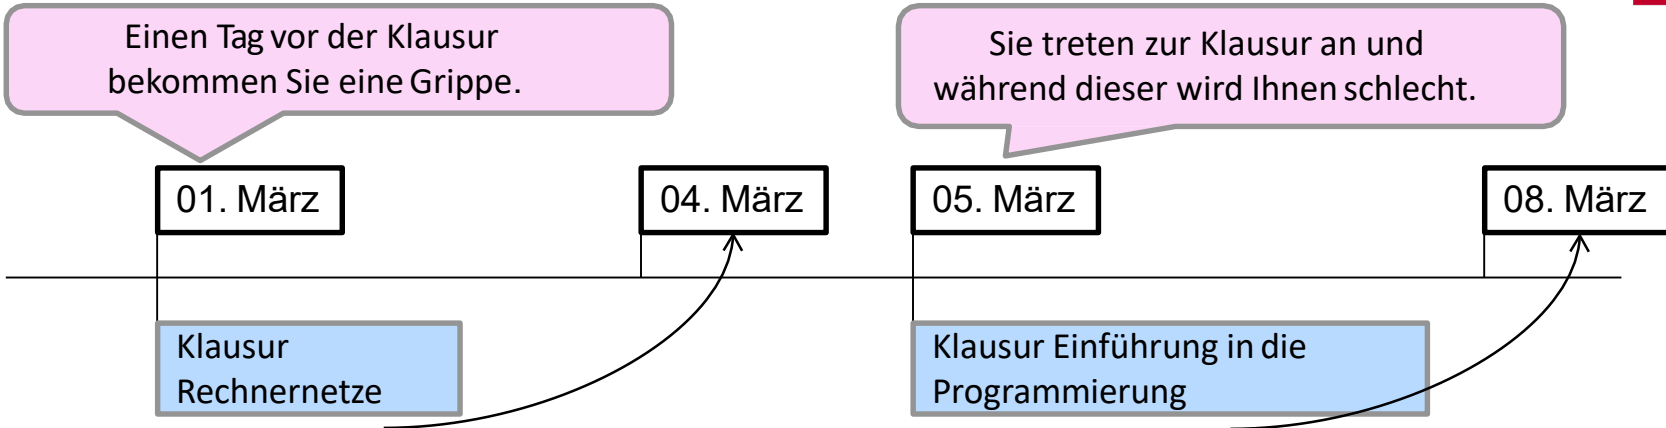 Einen Tag vor der Klausur
bekommen Sie eine Grippe.
Sie treten zur Klausur an und
während dieser wird Ihnen schlecht.
01. März
04. März
05. März
08. März
Klausur
Rechnernetze
Klausur Einführung in die
Programmierung